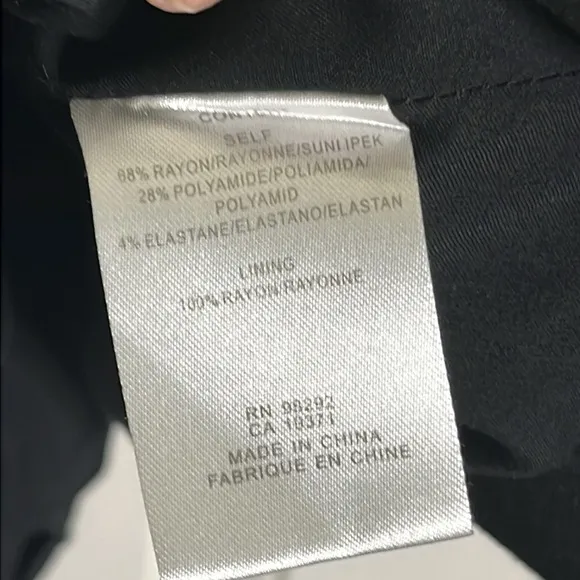 SELF
68% RAYON/RAYONNE/SUNI IPEK
28% POLYAMIDE/POLIAMIDA/
POLYAMID
4% ELASTANE/ELASTANO/ELASTAN
LINING
100% RAYON/RAYONNE
RN 98292
CA 19371
MADE IN CHINA
FABRIQUE EN CHINE